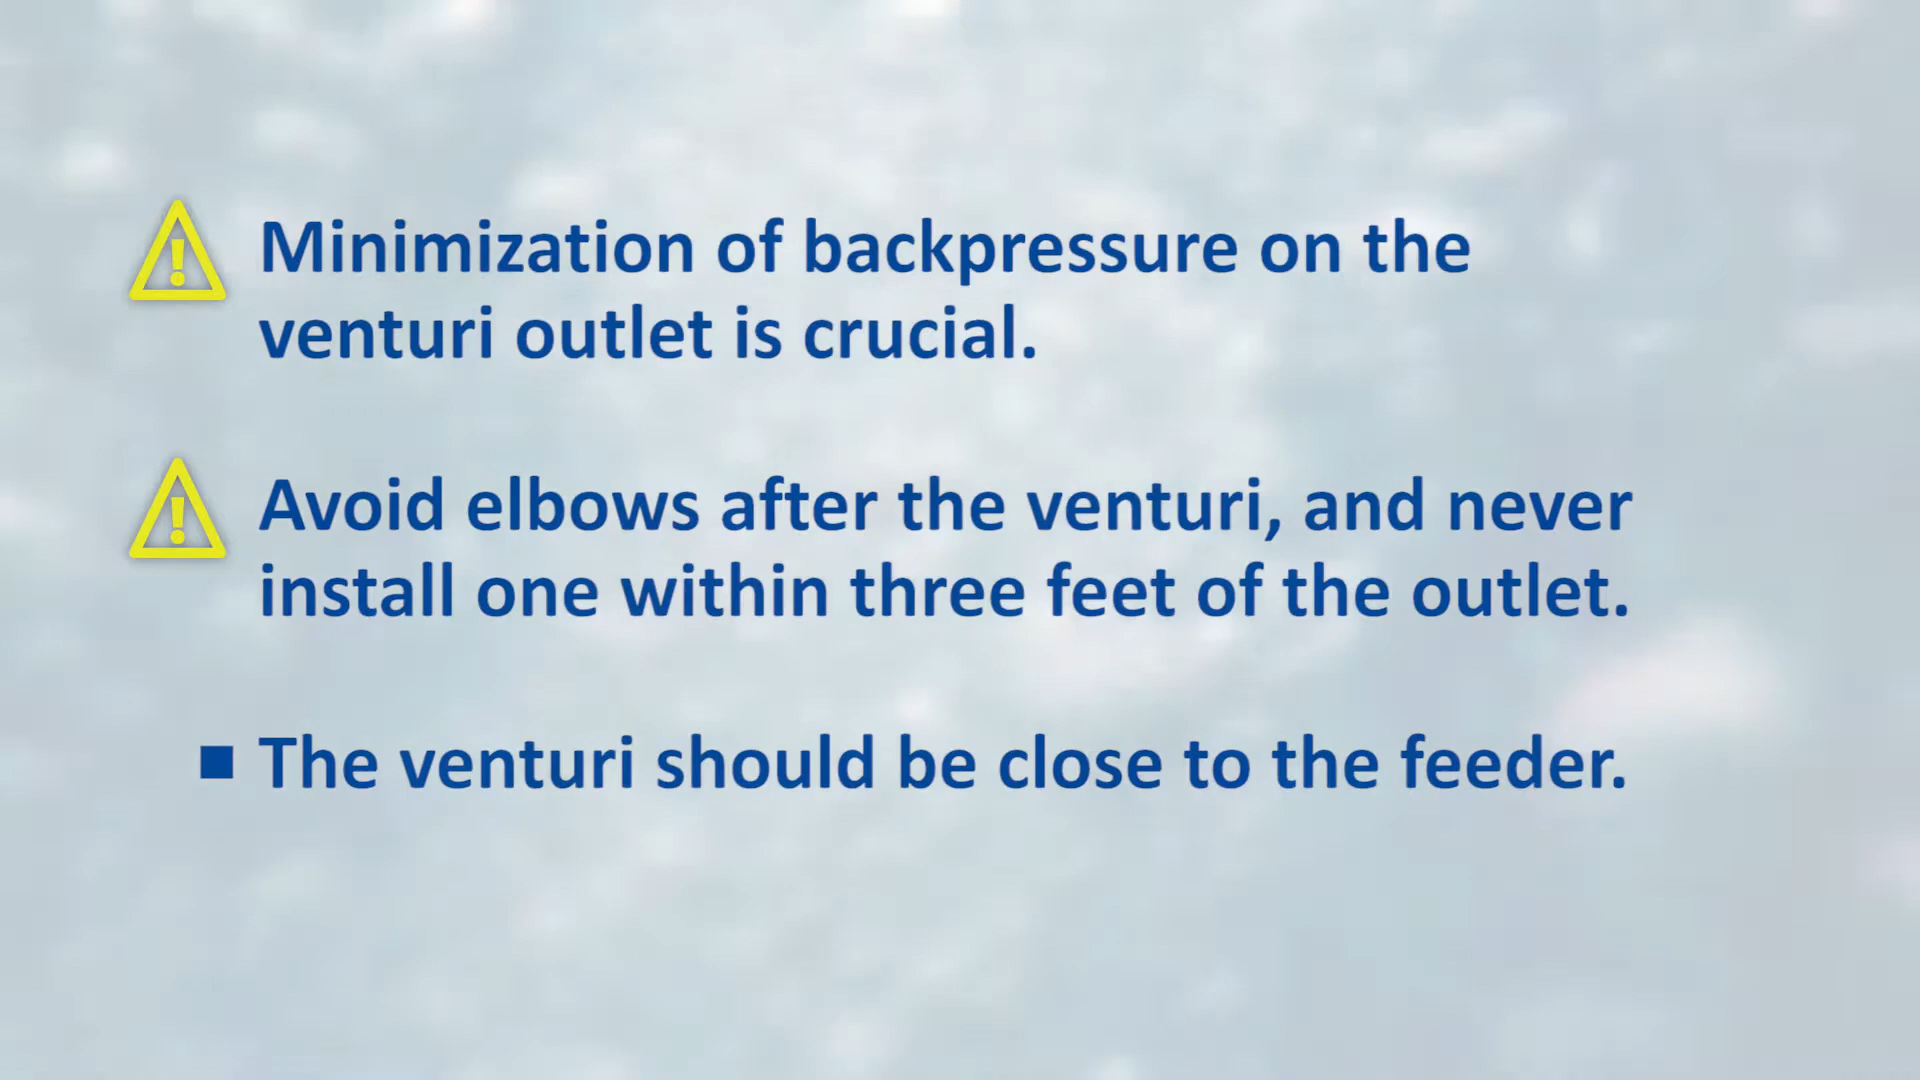 Minimization of backpressure on the
venturi outlet is crucial.
Avoid elbows after the venturi, and never
install one within three feet of the outlet.
The venturi should be close to the feeder.